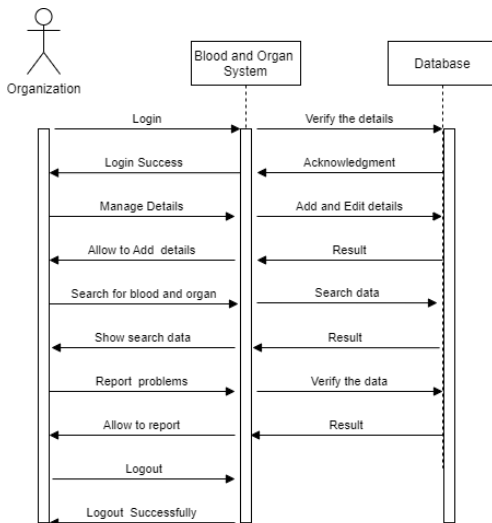 Organization
Blood and Organ
System
Database
Login
Verify the details
Login Success
Acknowledgment
Manage Details
Add and Edit details
Allow to Add details
Result
Search for blood and organ
Search data
Show search data
Result
Report problems
Verify the data
Allow to report
Result
Logout
Logout Successfully